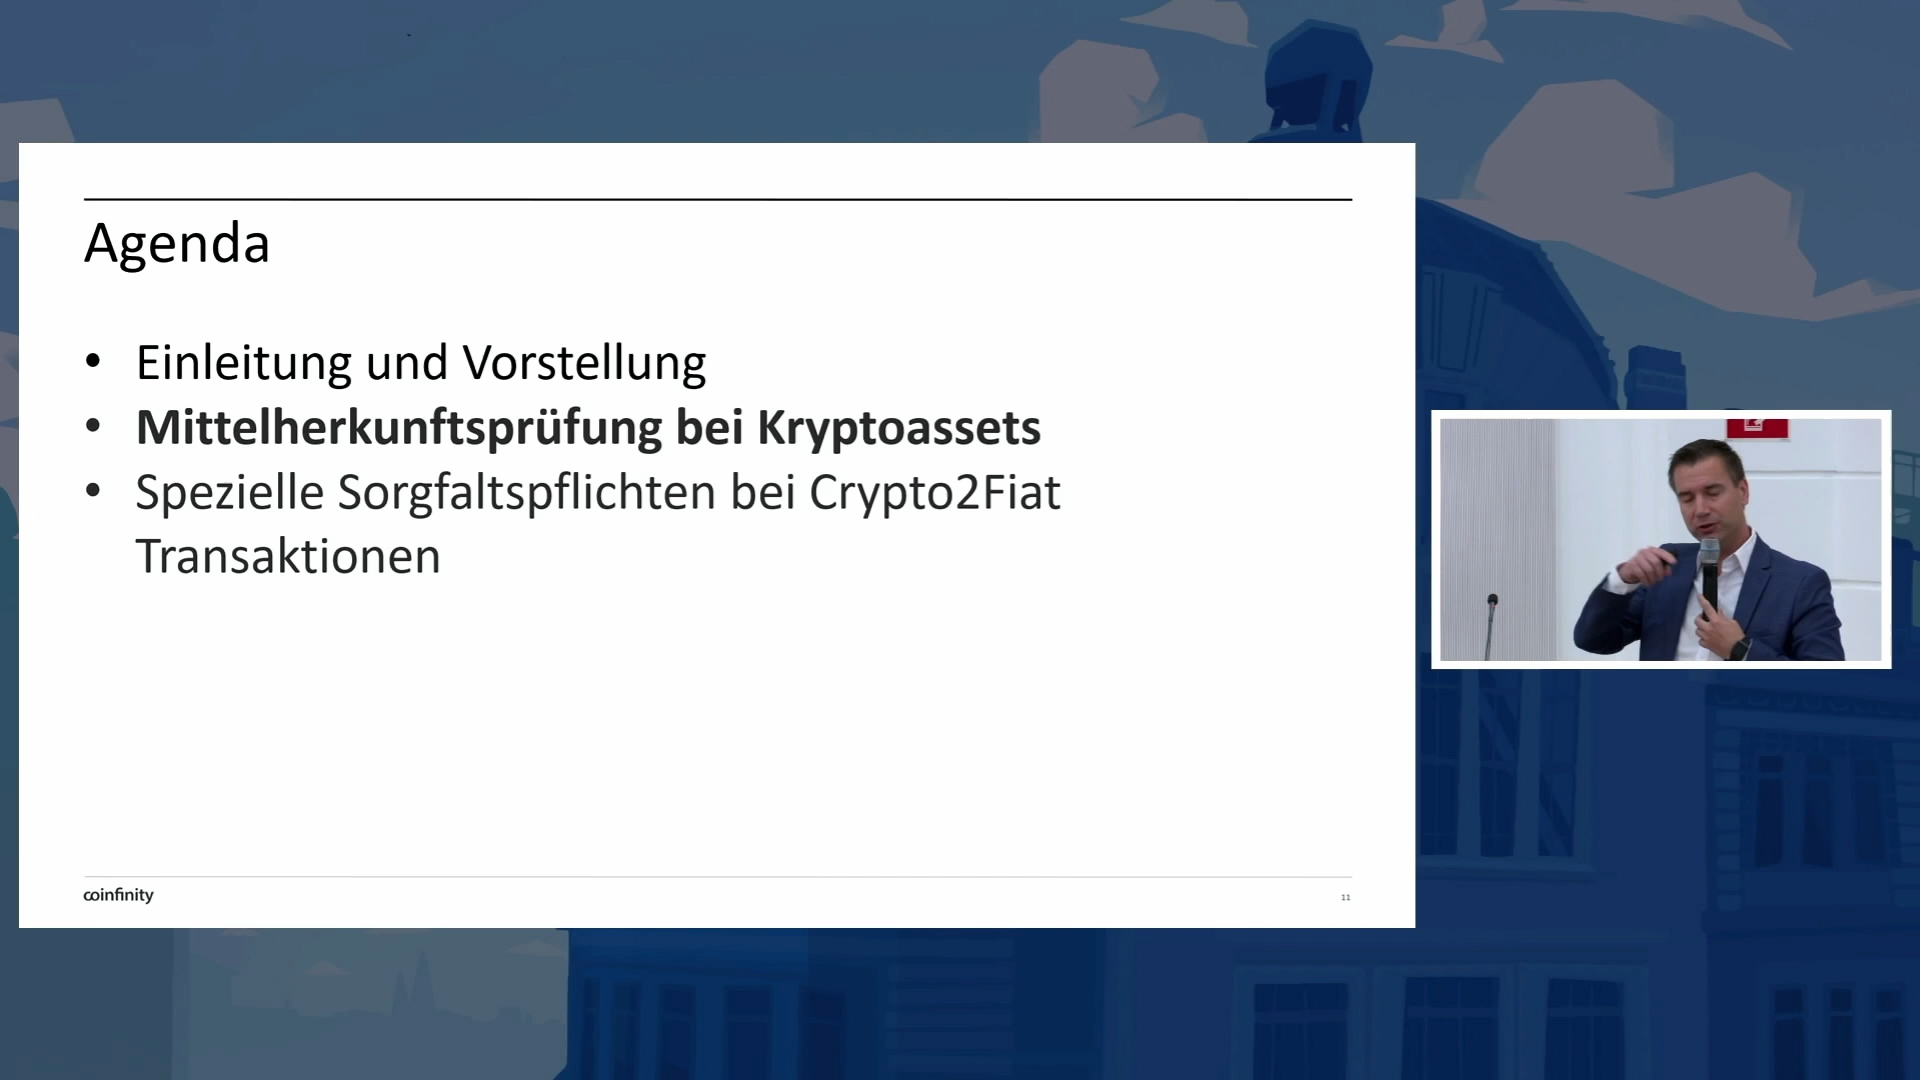 Agenda
• Einleitung und Vorstellung
• Mittelherkunftsprüfung bei Kryptoassets
• Spezielle Sorgfaltspflichten bei Crypto2Fiat
Transaktionen
coinfinity
11